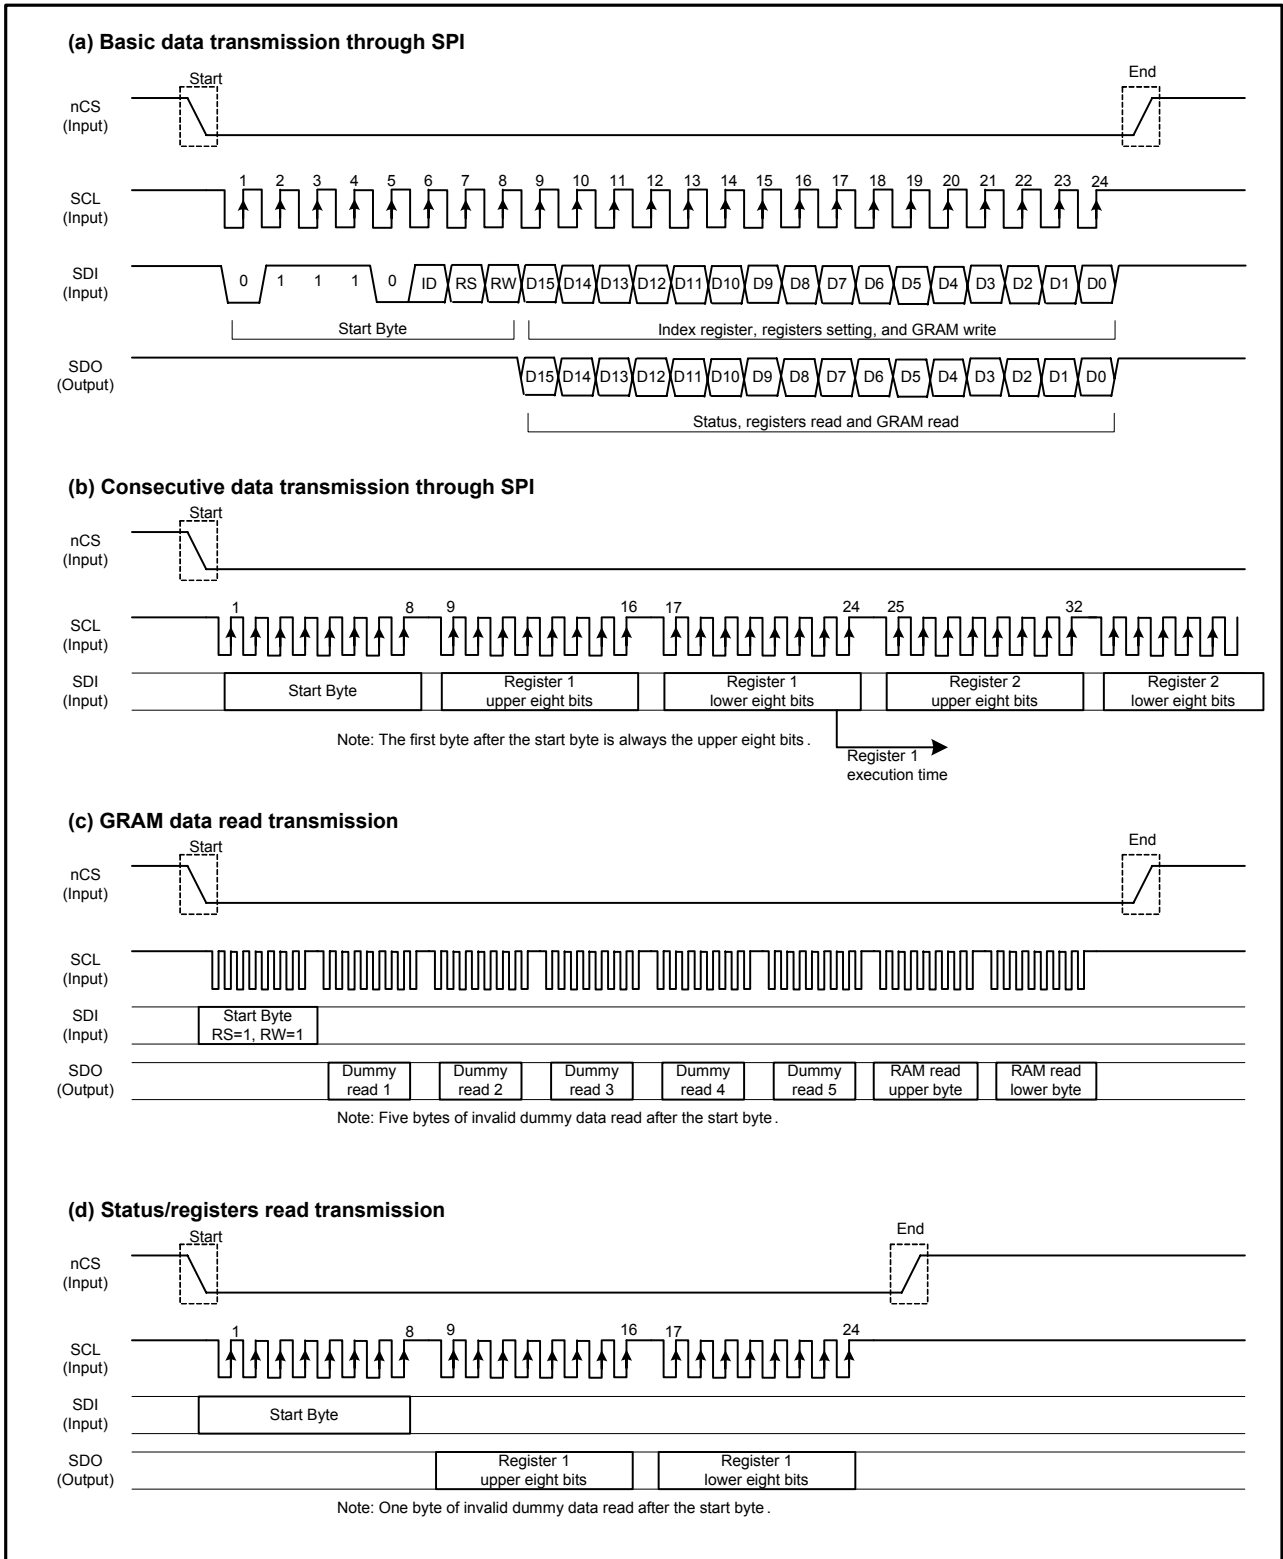 (a) Basic data transmission through SPI
Start
End
nCS
(Input)
1 2 3 4 5 6 7 8 9 10 11 12 13 14 15 16 17 18 19 20 21 22 23 24
SCL
(Input)
SDI
(Input)
0 1 1 1 0 ID RS RW D15 D14 D13 D12 D11 D10 D9 D8 D7 D6 D5 D4 D3 D2 D1 D0
Start Byte
Index register, registers setting, and GRAM write
SDO
(Output)
D15 D14 D13 D12 D11 D10 D9 D8 D7 D6 D5 D4 D3 D2 D1 D0
Status, registers read and GRAM read
(b) Consecutive data transmission through SPI
Start
nCS
(Input)
1 8 9 16 17 24 25 32
SCL
(Input)
SDI
(Input)
Start Byte
Register 1
upper eight bits
Register 1
lower eight bits
Register 2
upper eight bits
Register 2
lower eight bits
Note: The first byte after the start byte is always the upper eight bits.
Register 1
execution time
(c) GRAM data read transmission
Start
End
nCS
(Input)
SCL
(Input)
SDI
(Input)
Start Byte
RS=1, RW=1
SDO
(Output)
Dummy
read 1
Dummy
read 2
Dummy
read 3
Dummy
read 4
Dummy
read 5
RAM read
upper byte
RAM read
lower byte
Note: Five bytes of invalid dummy data read after the start byte.
(d) Status/registers read transmission
Start
End
nCS
(Input)
1 8 9 16 17 24
SCL
(Input)
SDI
(Input)
Start Byte
SDO
(Output)
Register 1
upper eight bits
Register 1
lower eight bits
Note: One byte of invalid dummy data read after the start byte.